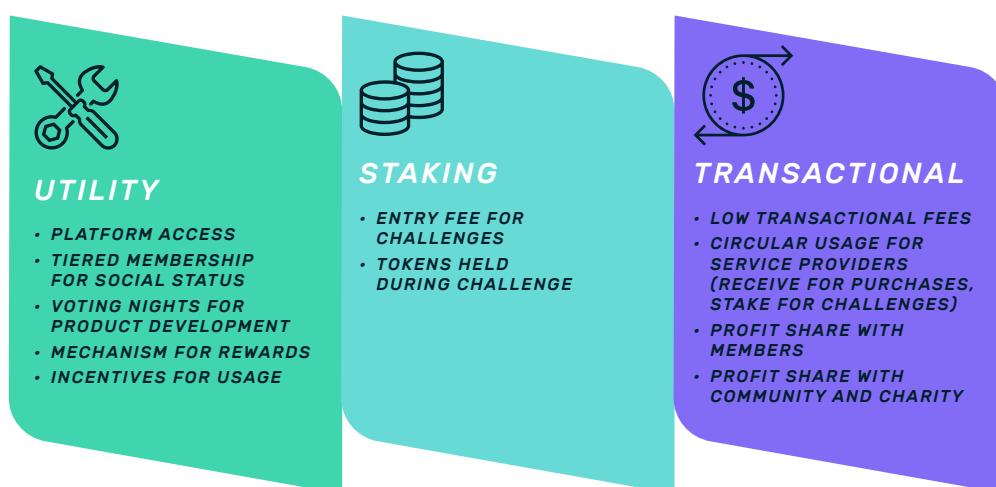 UTILITY
• PLATFORM ACCESS
• TIERED MEMBERSHIP
FOR SOCIAL STATUS
• VOTING NIGHTS FOR
PRODUCT DEVELOPMENT
• MECHANISM FOR REWARDS
• INCENTIVES FOR USAGE
STAKING
• ENTRY FEE FOR
CHALLENGES
• TOKENS HELD
DURING CHALLENGE
$
TRANSACTIONAL
• LOW TRANSACTIONAL FEES
• CIRCULAR USAGE FOR
SERVICE PROVIDERS
(RECEIVE FOR PURCHASES,
STAKE FOR CHALLENGES)
• PROFIT SHARE WITH
MEMBERS
• PROFIT SHARE WITH
COMMUNITY AND CHARITY